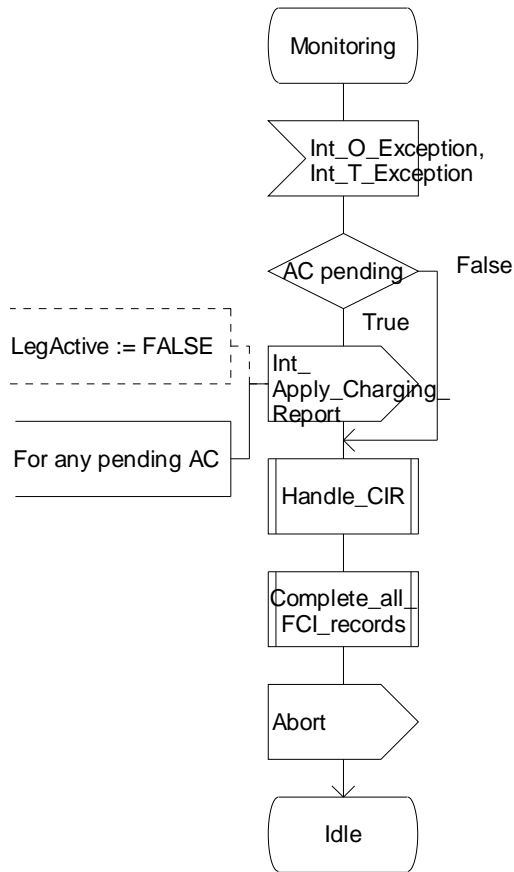 Monitoring
Int_O_Exception,
Int_T_Exception
AC pending
False
True
LegActive := FALSE
Int_
Apply_Charging_
Report
For any pending AC
Handle_CIR
Complete_all_
FCI_records
Abort
Idle